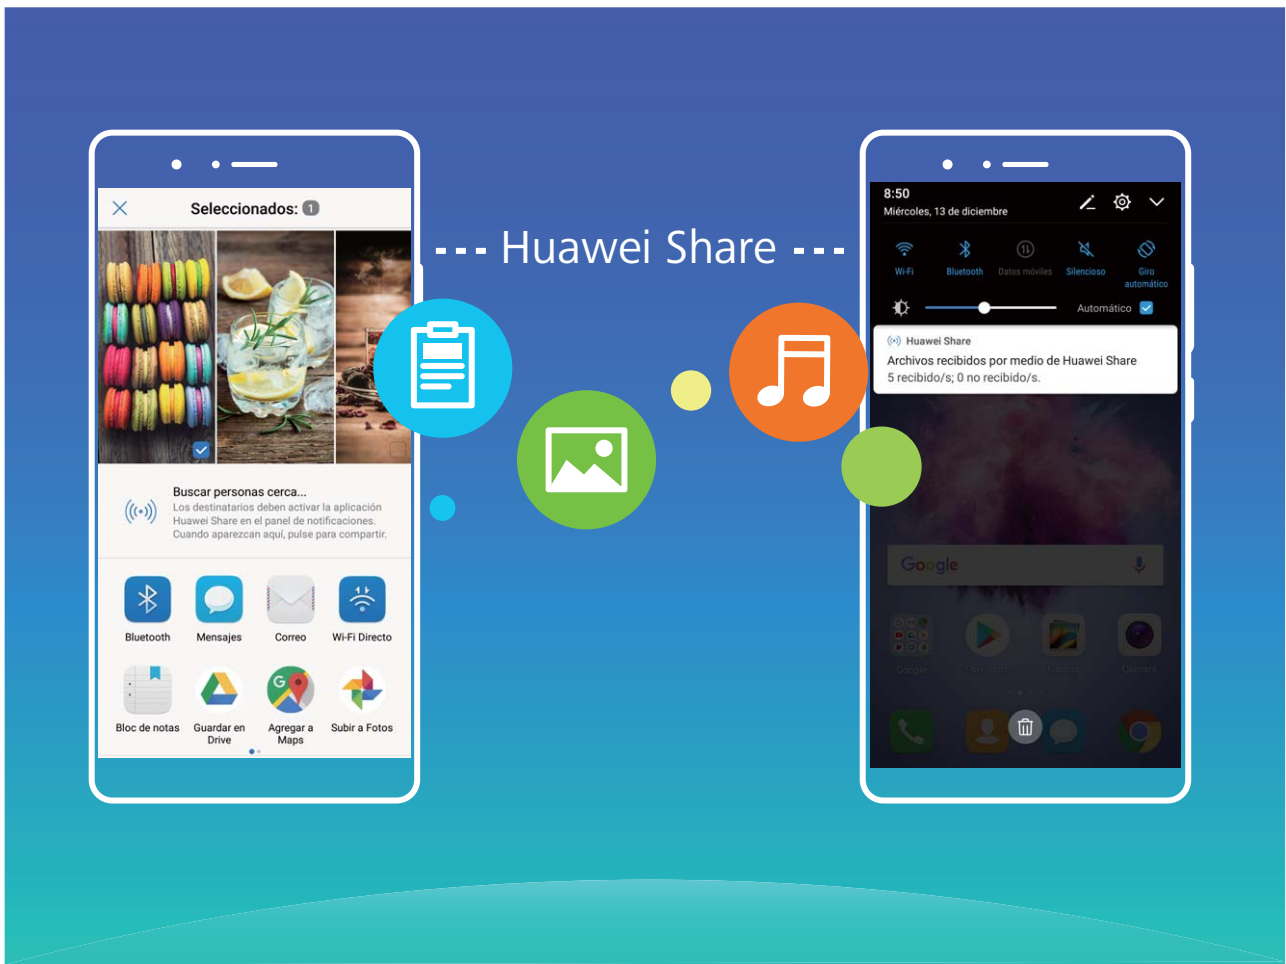 Huawei Share
Seleccionados: 1
Buscar personas cerca...
Los destinatarios deben activar la aplicación
Huawei Share en el panel de notificaciones.
Cuando aparezcan aquí, pulse para compartir.
Bluetooth
Mensajes
Correo
Wi-Fi Directo
Bloc de notas
Guardar en
Drive
Agregar a
Maps
Subir a Fotos
8:50
Miércoles, 13 de diciembre
Wi-Fi
Bluetooth
Datos móviles
Silencioso
Giro
automático
Automático
Huawei Share
Archivos recibidos por medio de Huawei Share
5 recibido/s; 0 no recibido/s.
Google
Google
Play Store